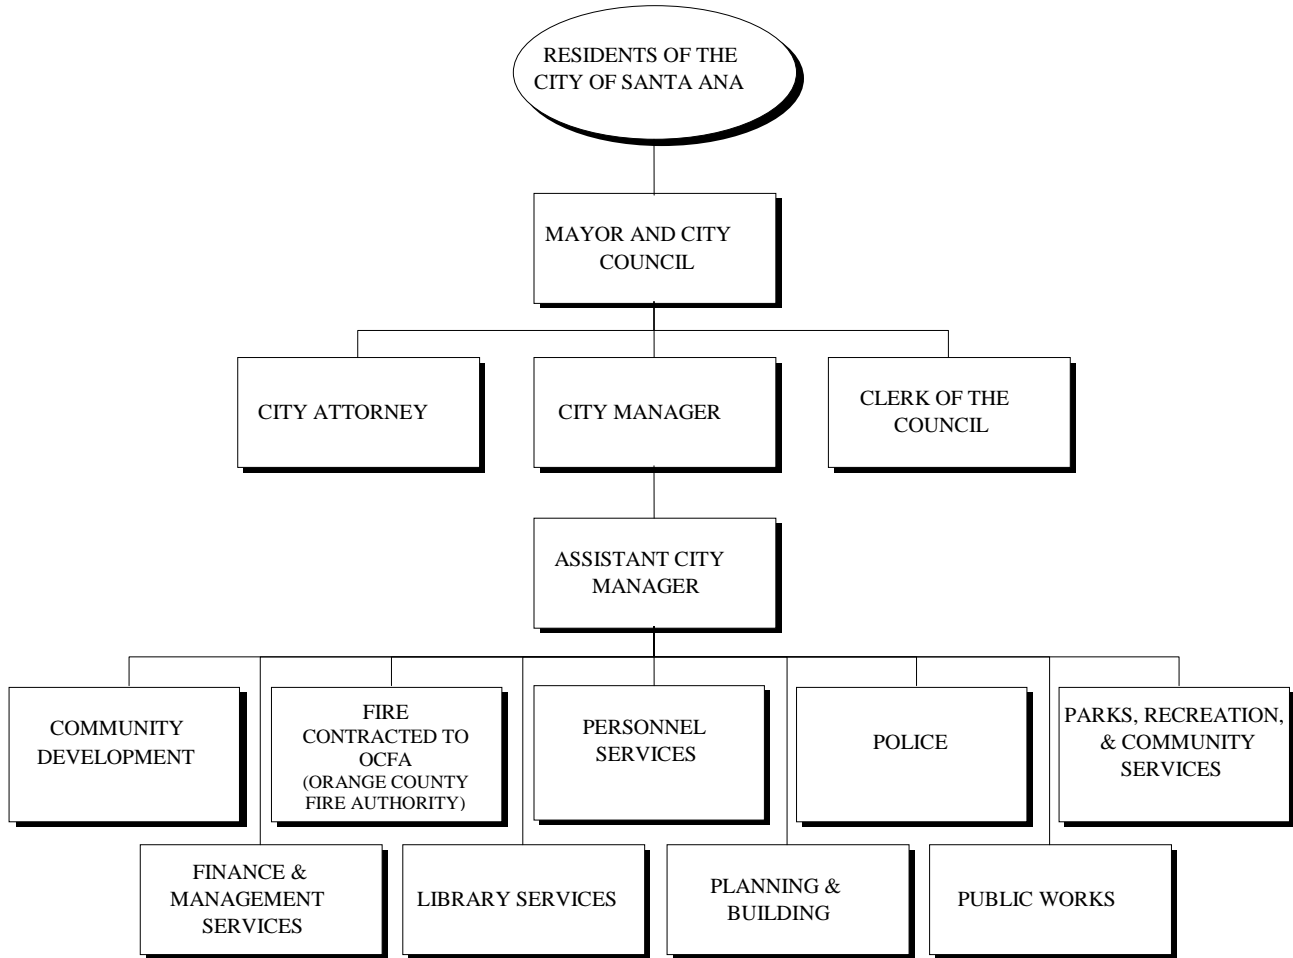 RESIDENTS OF THE
CITY OF SANTA ANA
MAYOR AND CITY
COUNCIL
CITY ATTORNEY
CITY MANAGER
CLERK OF THE
COUNCIL
ASSISTANT CITY
MANAGER
COMMUNITY
DEVELOPMENT
FIRE
CONTRACTED TO
OCFA
(ORANGE COUNTY
FIRE AUTHORITY)
PERSONNEL
SERVICES
POLICE
PARKS, RECREATION,
& COMMUNITY
SERVICES
FINANCE &
MANAGEMENT
SERVICES
LIBRARY SERVICES
PLANNING &
BUILDING
PUBLIC WORKS